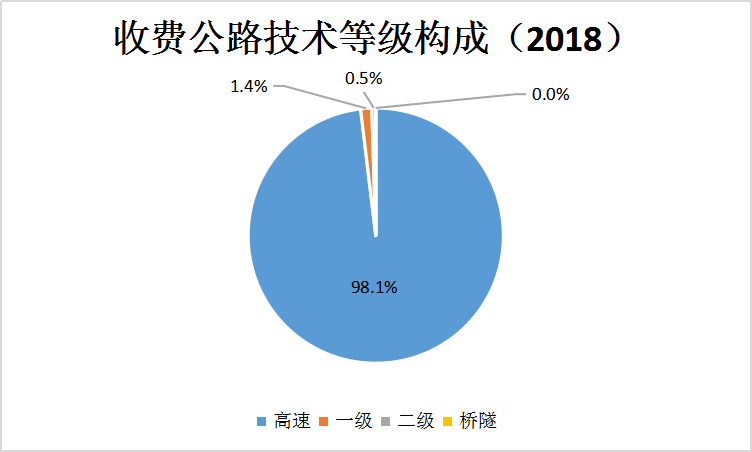 收费公路技术等级构成（2018）
1.4%
0.5%
0.0%
98.1%
高速 一级 二级 桥隧